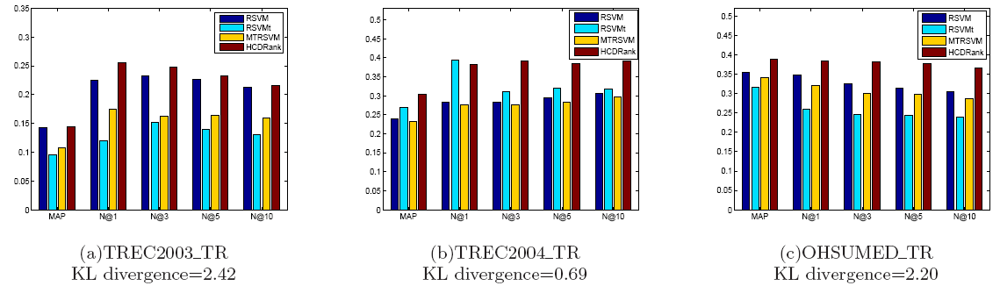 0.35
0.3
0.25
0.2
0.15
0.1
0.05
0
MAP
N@1
N@3
N@5
N@10
RSVM
RSVMt
MTRSVM
HCDRank
(a)TREC2003_TR
KL divergence=2.42
0.5
0.45
0.4
0.35
0.3
0.25
0.2
0.15
0.1
0.05
0
MAP
N@1
N@3
N@5
N@10
RSVM
RSVMt
MTRSVM
HCDRank
(b)TREC2004_TR
KL divergence=0.69
0.5
0.45
0.4
0.35
0.3
0.25
0.2
0.15
0.1
0.05
0
MAP
N@1
N@3
N@5
N@10
RSVM
RSVMt
MTRSVM
HCDRank
(c)OHSUMED_TR
KL divergence=2.20